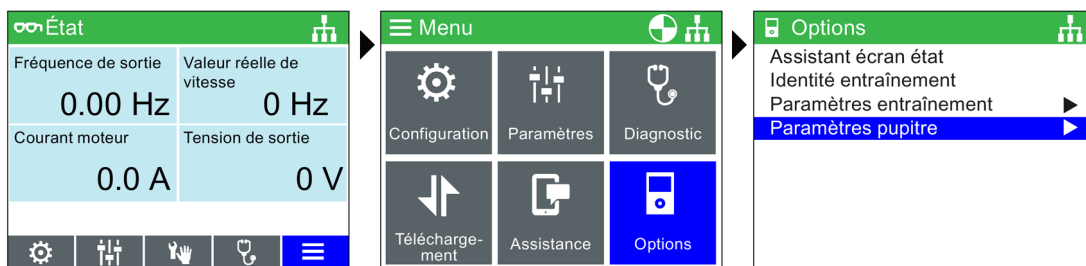 État
Fréquence de sortie
0.00 Hz
Valeur réelle de
vitesse
0 Hz
Courant moteur
0.0 A
Tension de sortie
0 V
Menu
Configuration
Paramètres
Diagnostic
Télécharge-
ment
Assistance
Options
Options
Assistant écran état
Identité entraînement
Paramètres entraînement
Paramètres pupitre